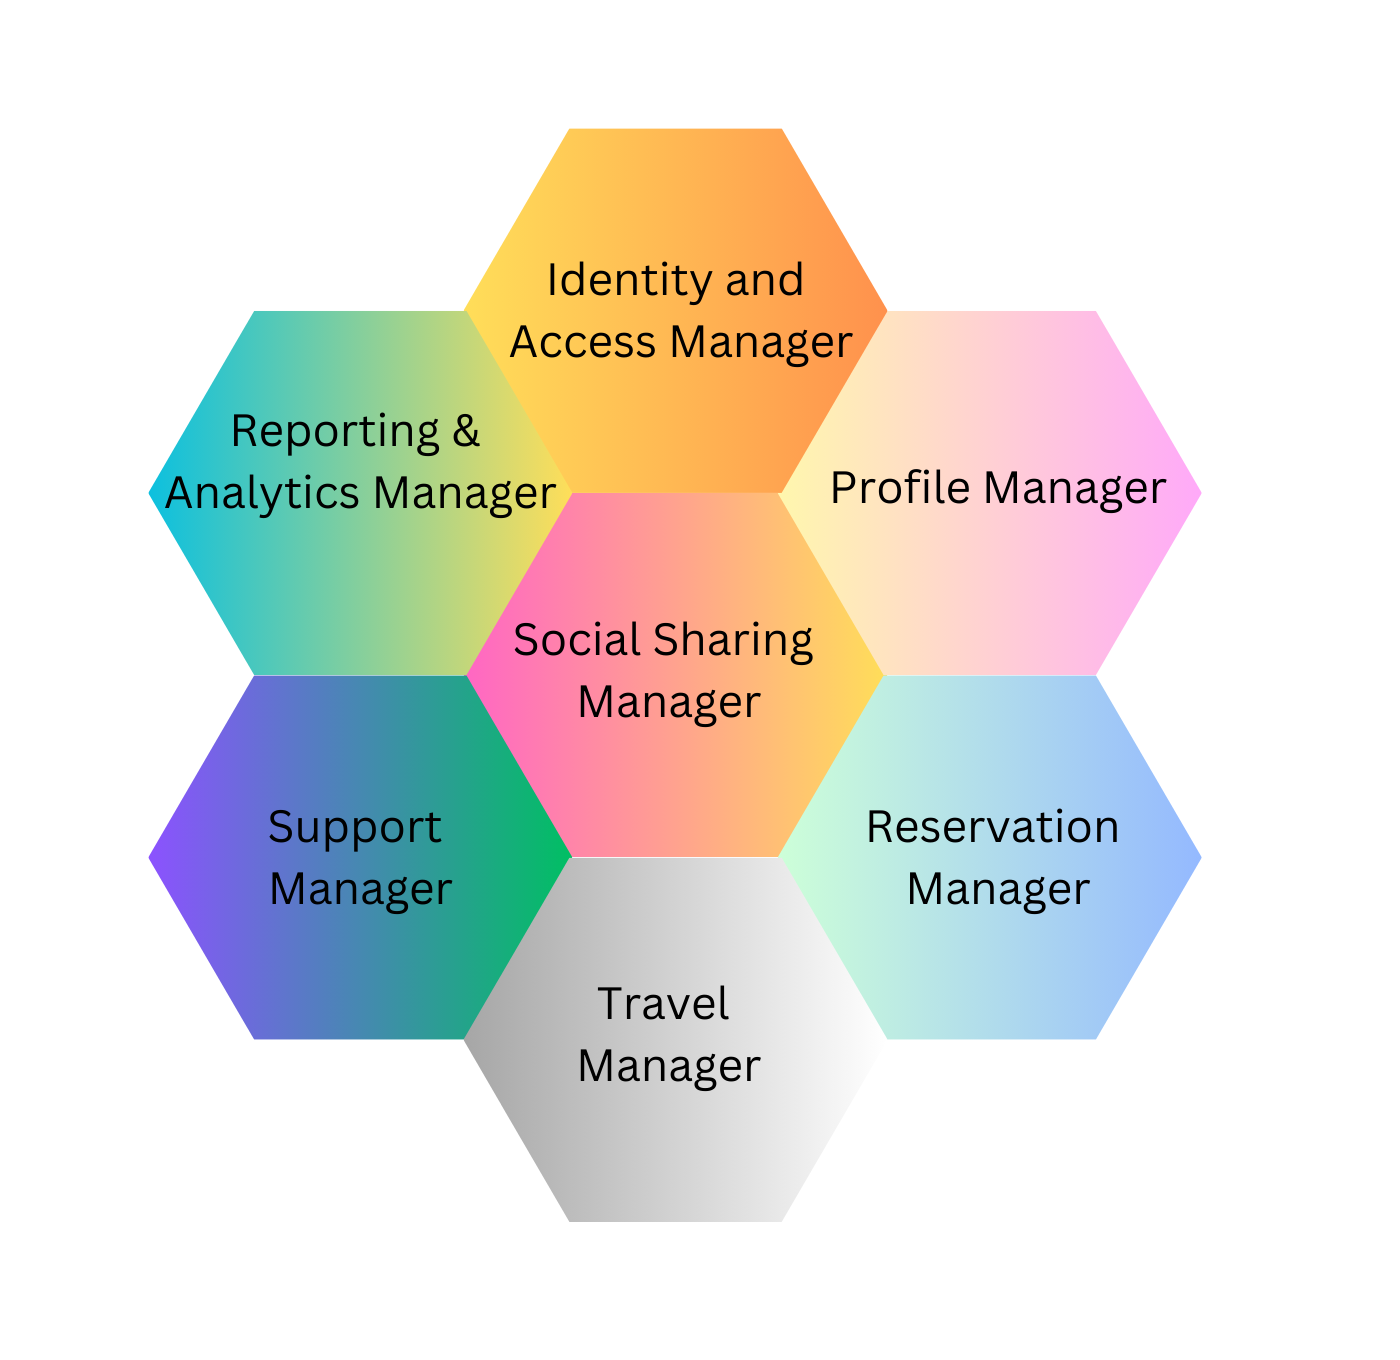 Identity and
Access Manager
Reporting &
Analytics Manager
Profile Manager
Social Sharing
Manager
Support
Manager
Reservation
Manager
Travel
Manager